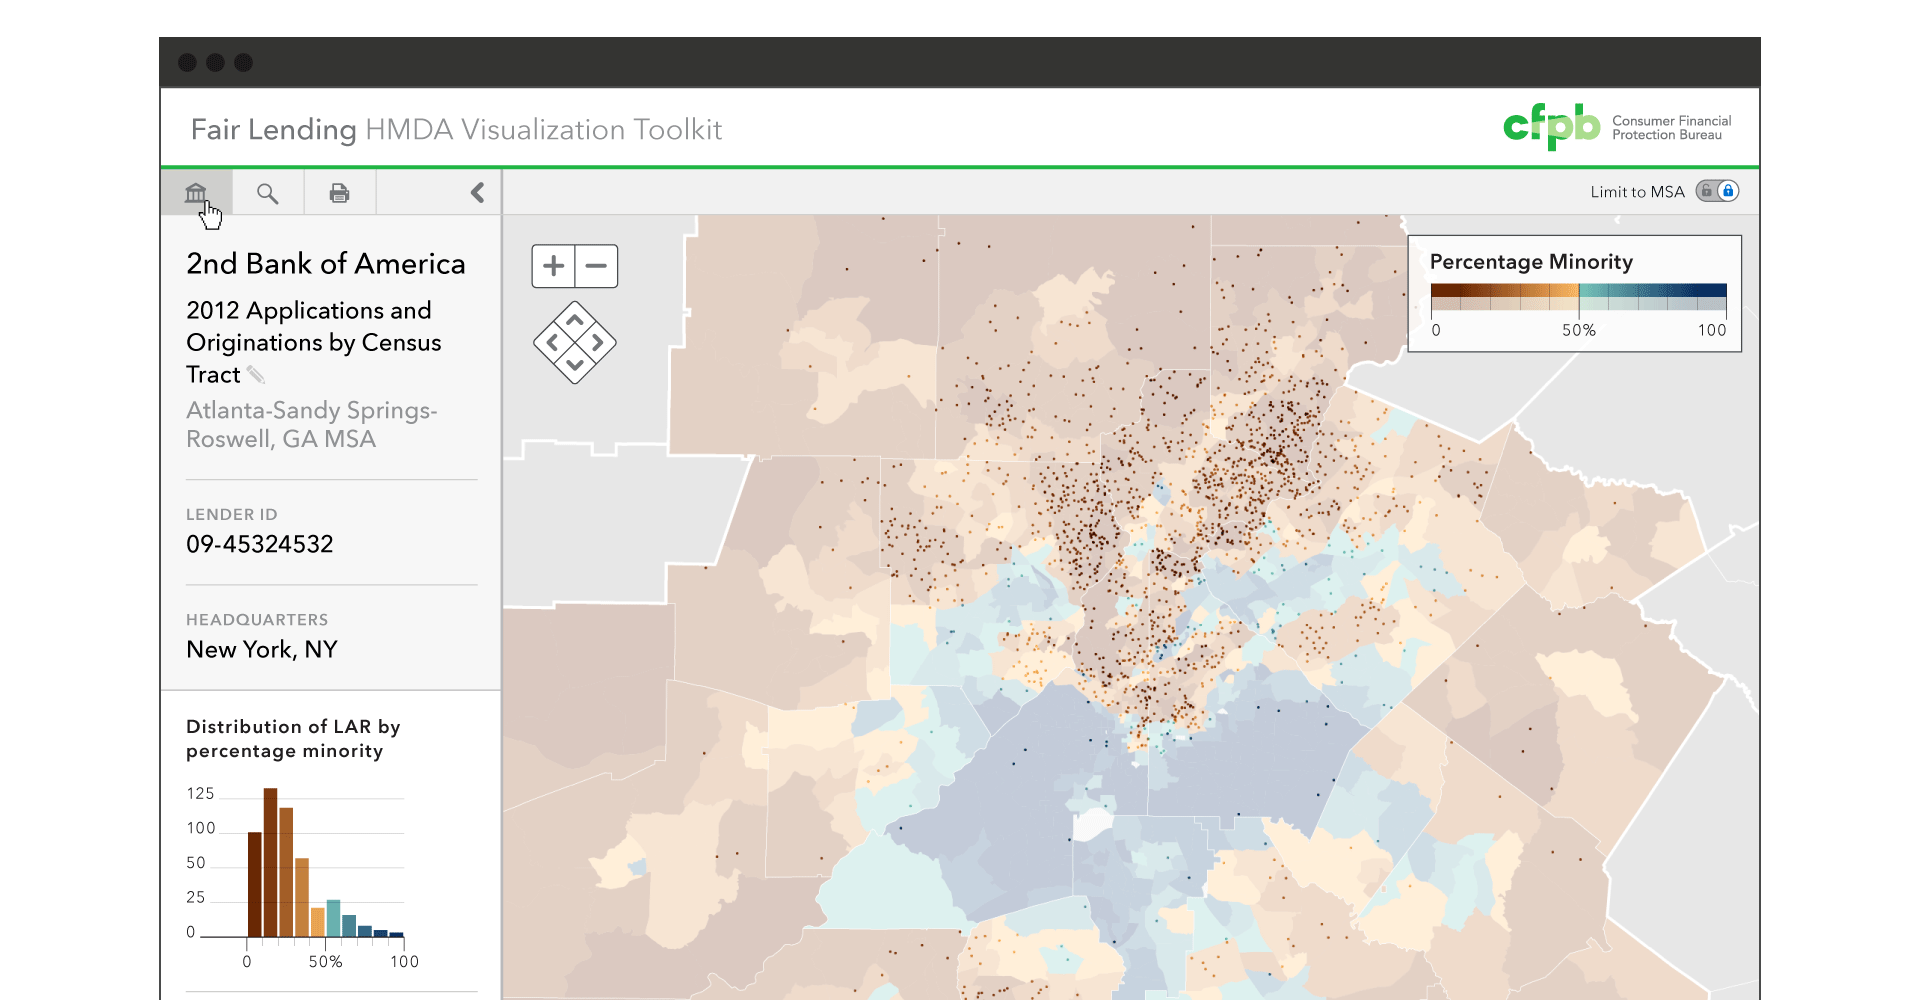 Fair Lending HMDA Visualization Toolkit
cfpb Consumer Financial
Protection Bureau
Limit to MSA
2nd Bank of America
2012 Applications and
Originations by Census
Tract
Atlanta-Sandy Springs-
Roswell, GA MSA
LENDER ID
09-45324532
HEADQUARTERS
New York, NY
Distribution of LAR by
percentage minority
125
100
50
25
0
0 50% 100
Percentage Minority
0 50% 100